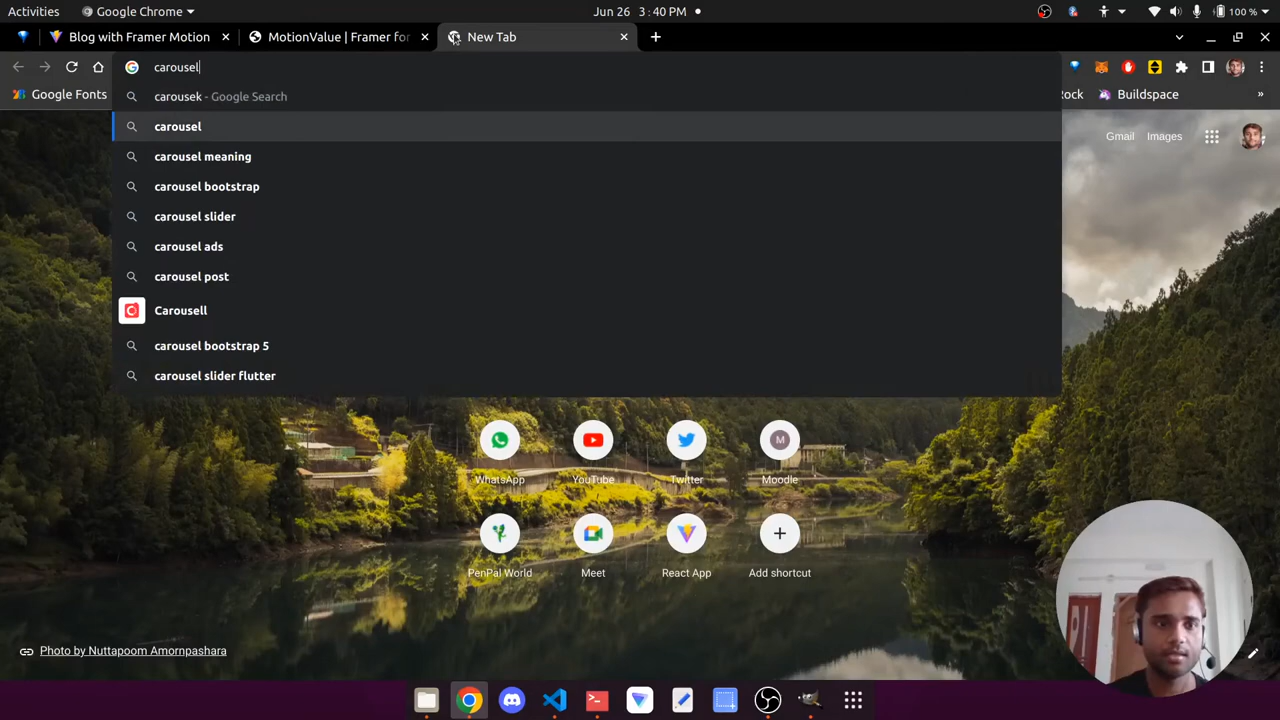 Activities
Google Chrome
Jun 26 3:40 PM
100 %
Blog with Framer Motion
MotionValue | Framer for
New Tab
carousel
Google Fonts
Rock
Buildspace
»
carousek - Google Search
carousel
carousel meaning
carousel bootstrap
carousel slider
carousel ads
carousel post
Carousell
carousel bootstrap 5
carousel slider flutter
Gmail
Images
WhatsApp
YouTube
Twitter
M
Moodle
PenPal World
Meet
React App
Add shortcut
Photo by Nuttapoom Amornpashara